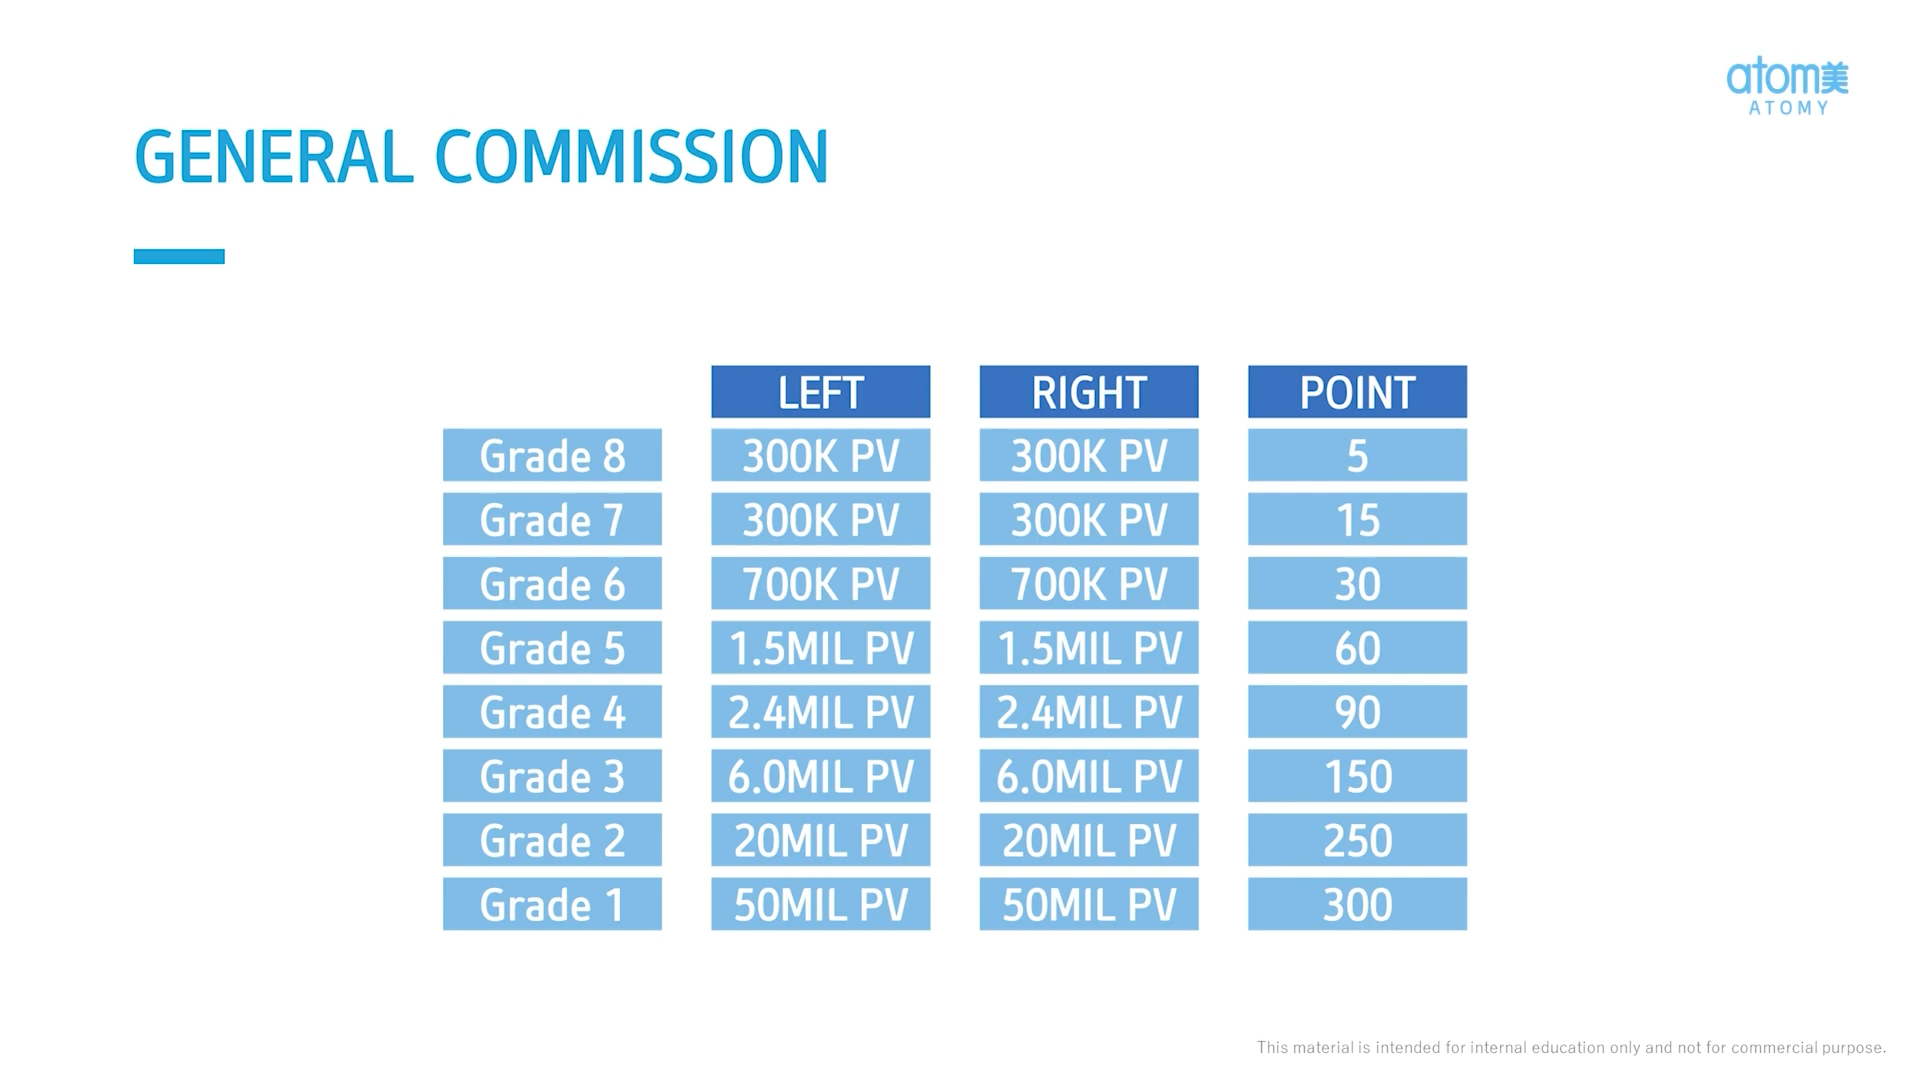 atom美
ATOMY
GENERAL COMMISSION
LEFT RIGHT POINT
Grade 8 300K PV 300K PV 5
Grade 7 300K PV 300K PV 15
Grade 6 700K PV 700K PV 30
Grade 5 1.5MIL PV 1.5MIL PV 60
Grade 4 2.4MIL PV 2.4MIL PV 90
Grade 3 6.0MIL PV 6.0MIL PV 150
Grade 2 20MIL PV 20MIL PV 250
Grade 1 50MIL PV 50MIL PV 300
This material is intended for internal education only and not for commercial purpose.